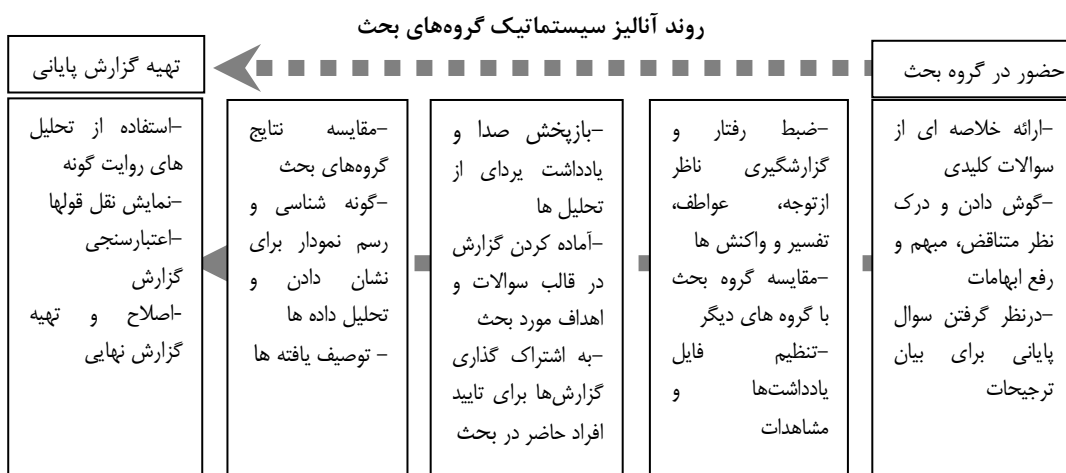 روند آنالیز سیستماتیک گروه‌های بحث
حضور در گروه بحث
تهیه گزارش پایانی
-ارائه خلاصه ای از
سوالات کلیدی
-گوش دادن و درک
نظر متناقض، مبهم و
رفع ابهامات
-درنظر گرفتن سوال
پایانی برای بیان
ترجیحات
-ضبط رفتار و
گزارشگیری ناظر
ازتوجه، عواطف،
تفسیر و واکنش ها
-مقایسه گروه بحث
با گروه های دیگر
-تنظیم فایل
یادداشت‌ها و
مشاهدات
-بازپخش صدا و
یادداشت یردای از
تحلیل ها
-آماده کردن گزارش
در قالب سوالات و
اهداف مورد بحث
-به اشتراک گذاری
گزارش‌ها برای تایید
افراد حاضر در بحث
-مقایسه نتایج
گروه‌های بحث
-گونه شناسی و
رسم نمودار برای
نشان دادن و
تحلیل داده ها
- توصیف یافته ها
-استفاده از تحلیل
های روایت گونه
-نمایش نقل قولها
-اعتبارسنجی
گزارش
-اصلاح و تهیه
گزارش نهایی